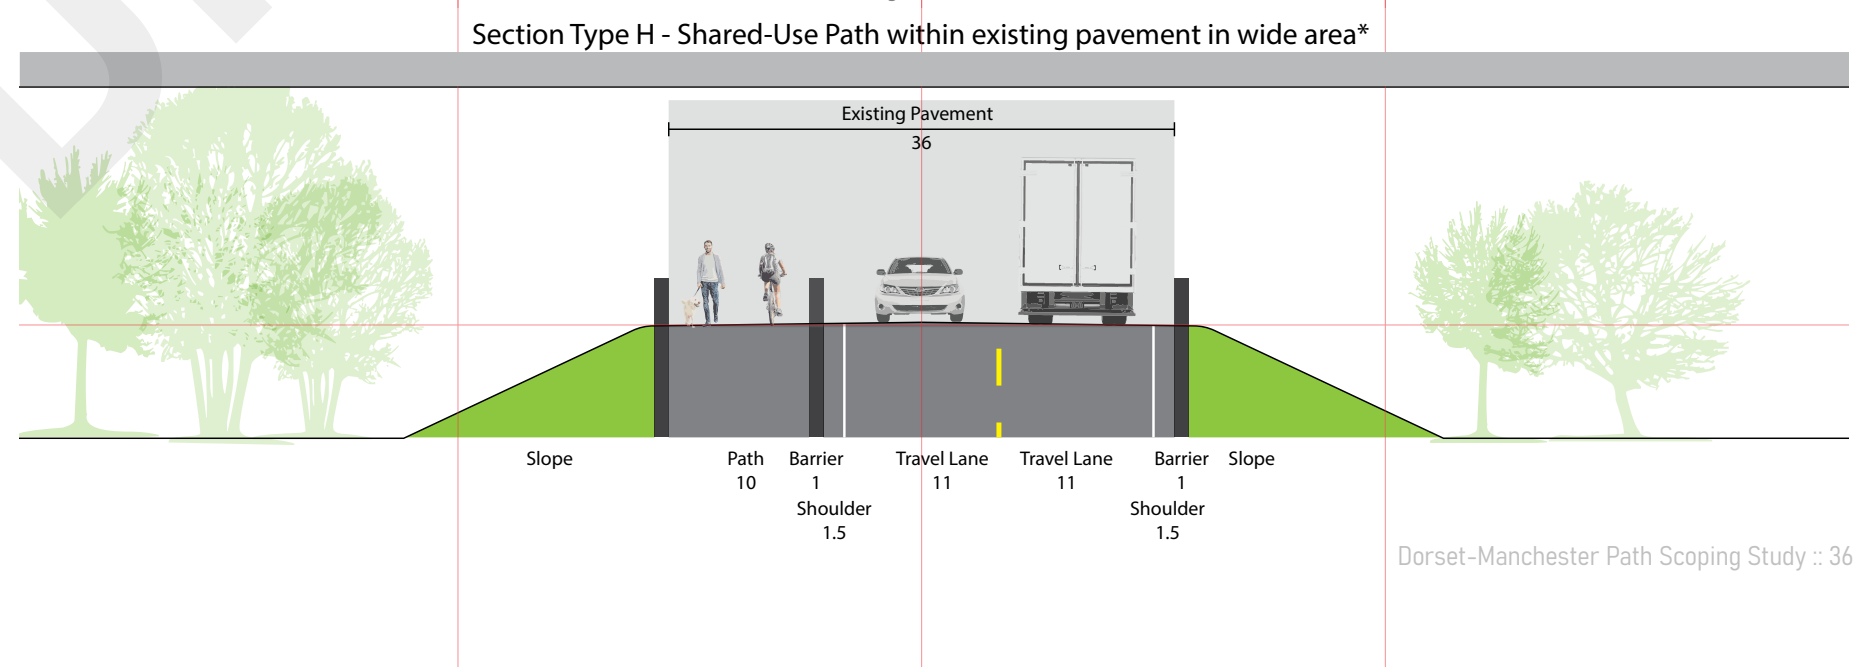 Section Type H - Shared-Use Path within existing pavement in wide area*
Existing Pavement
36
Slope
Path
10
Barrier
1
Shoulder
1.5
Travel Lane
11
Travel Lane
11
Barrier
1
Shoulder
1.5
Slope
Dorset-Manchester Path Scoping Study :: 36